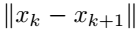 ∥x_k − x_{k+1}∥